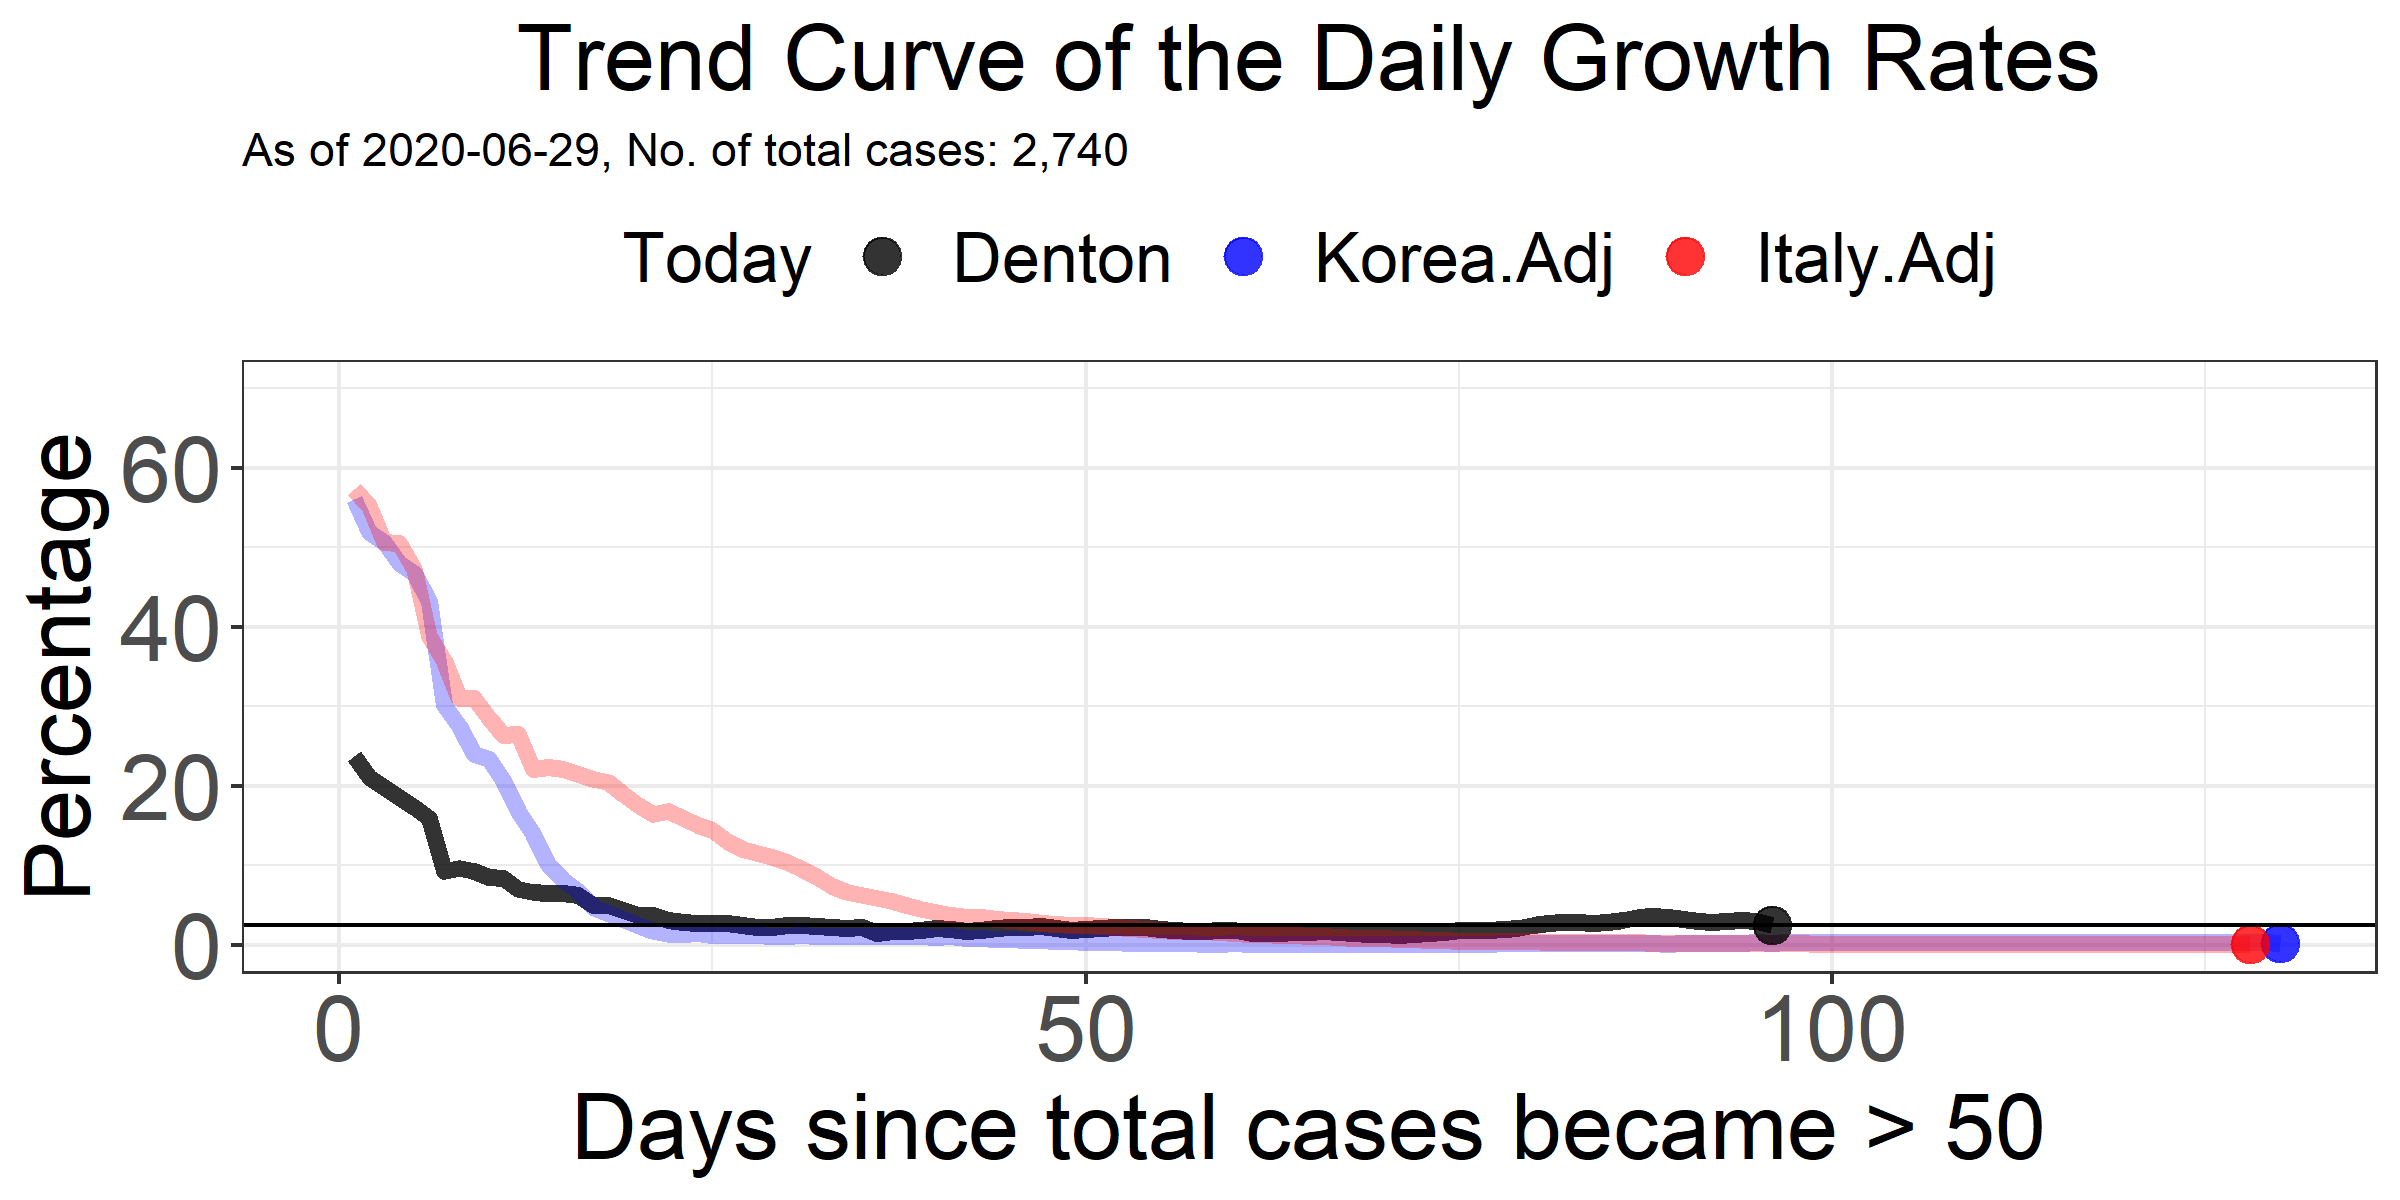 Trend Curve of the Daily Growth Rates
As of 2020-06-29, No. of total cases: 2,740
Today Denton Korea.Adj Italy.Adj
Percentage
60
40
20
0
0 50 100
Days since total cases became > 50